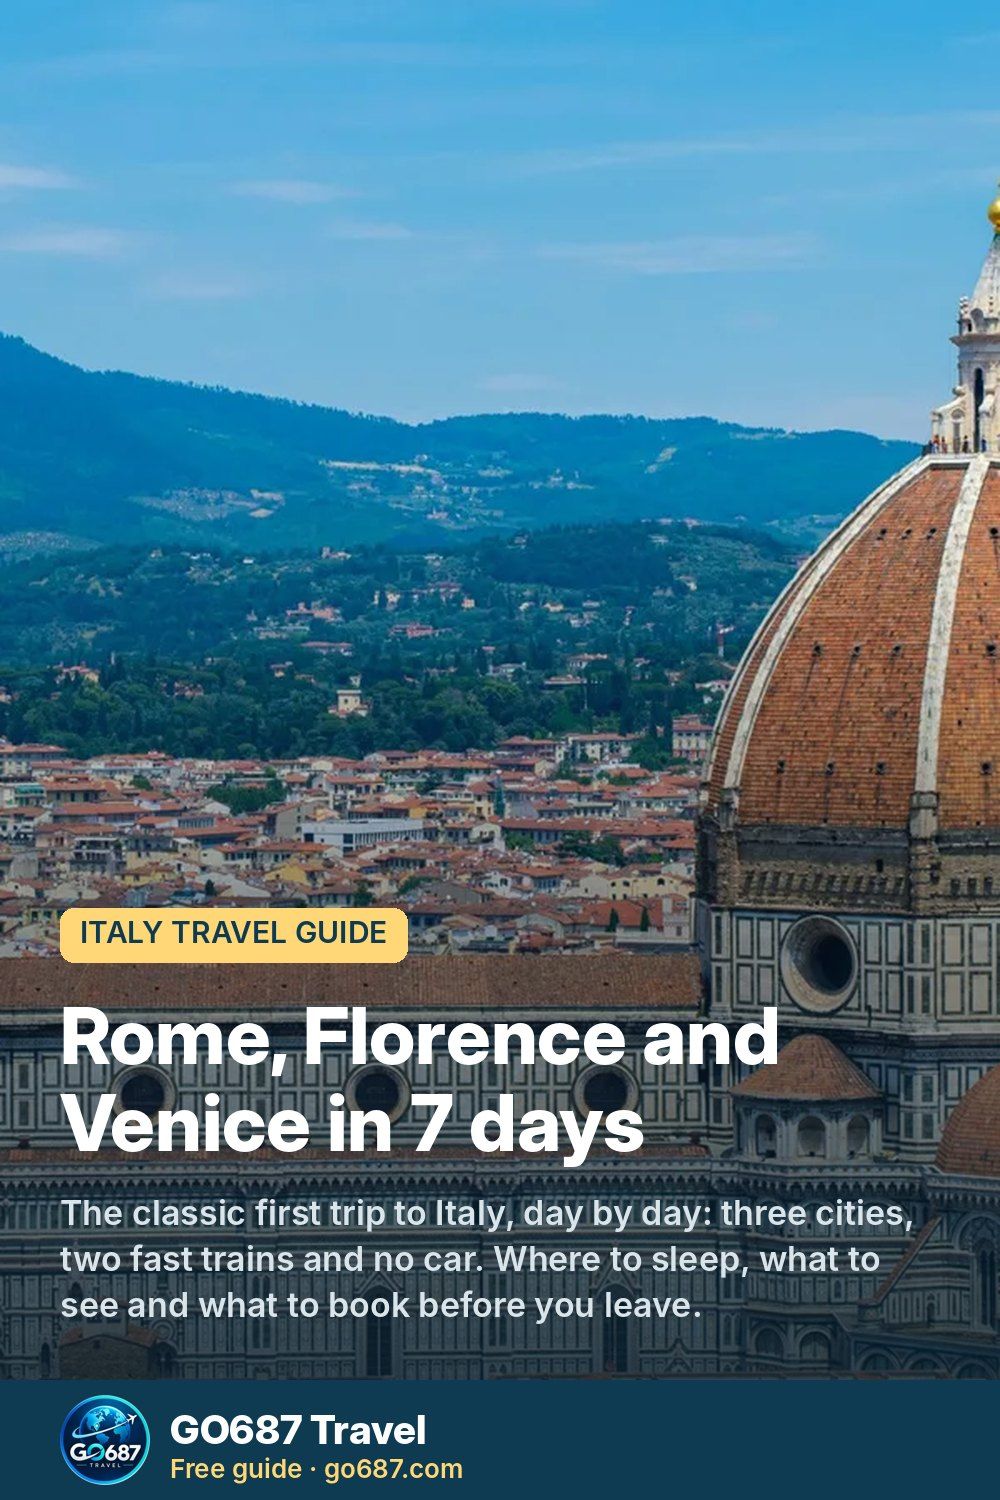 ITALY TRAVEL GUIDE
Rome, Florence and
Venice in 7 days
The classic first trip to Italy, day by day: three cities,
two fast trains and no car. Where to sleep, what to
see and what to book before you leave.
GO687
TRAVEL
GO687 Travel
Free guide · go687.com